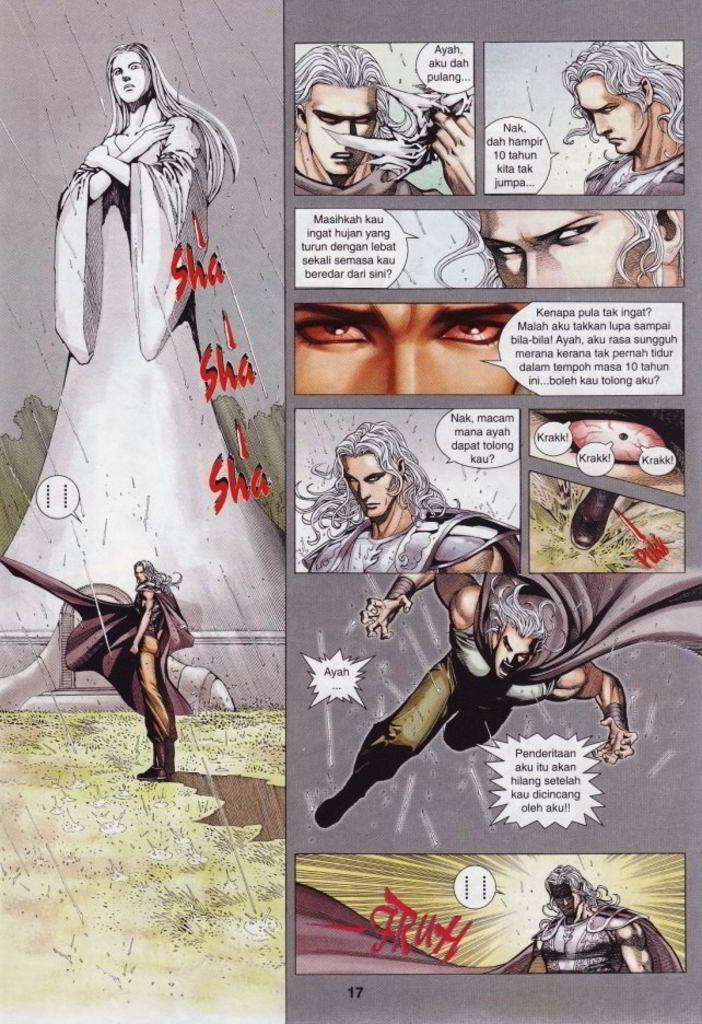 Sha
Sha
Sha
Ayah,
aku dah
pulang...
Nak,
dah hampir
10 tahun
kita tak
jumpa...
Masihkah kau
ingat hujan yang
turun dengan lebat
sekali semasa kau
beredar dari sini?
Kenapa pula tak ingat?
Malah aku takkan lupa sampai
bila-bila! Ayah, aku rasa sungguh
merana kerana tak pernah tidur
dalam tempoh masa 10 tahun
ini...boleh kau tolong aku?
Nak, macam
mana ayah
dapat tolong
kau?
Krakk!
Krakk!
Krakk!
Ayah
...
Penderitaan
aku itu akan
hilang setelah
kau dicincang
oleh aku!!
17